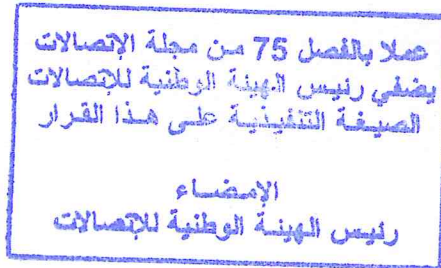 عملا بالفصل 75 من مجلة الإتصالات
يضفي رئيس الهيئة الوطنية للإتصالات
الصيغة التنفيذية على هذا القرار
الإمضاء
رئيس الهيئة الوطنية للإتصالات